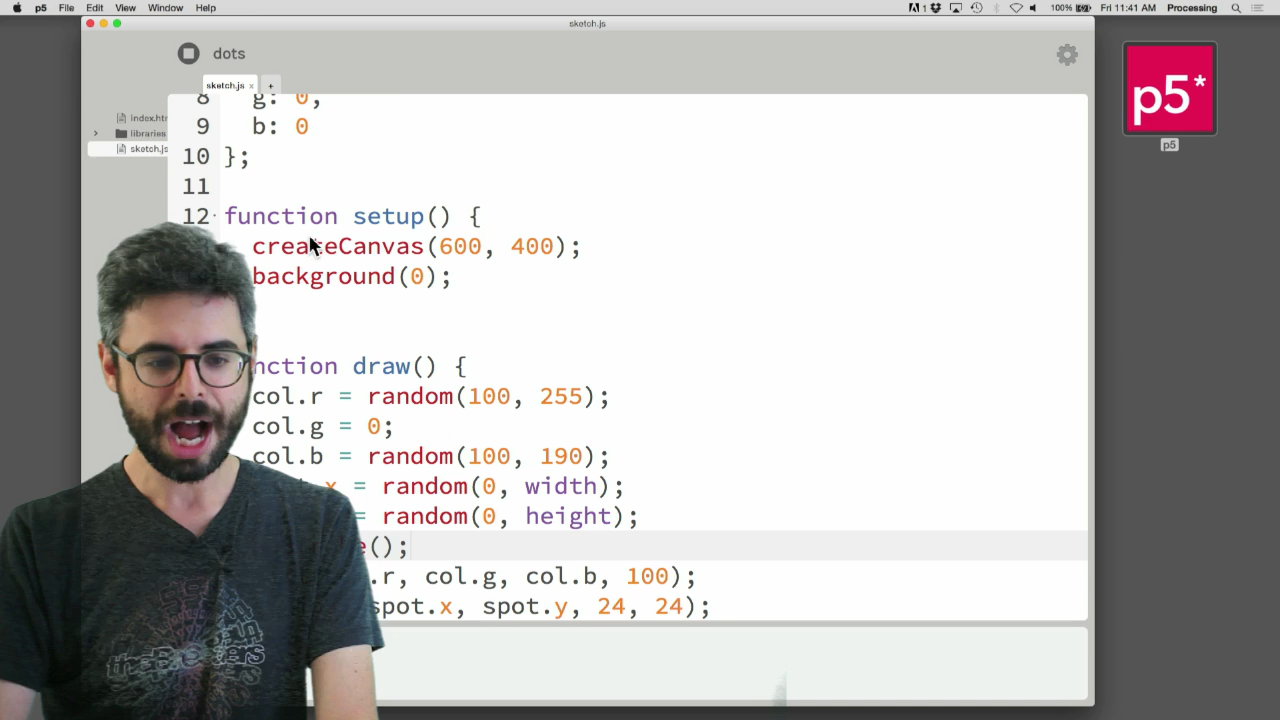 p5 File Edit View Window Help
1 100% Fri 11:41 AM Processing
sketch.js
dots
sketch.js x +
index.htm
libraries
sketch.js
8 g: 0,
9 b: 0
10 };
11
12 function setup() {
createCanvas(600, 400);
background(0);
nction draw() {
col.r = random(100, 255);
col.g = 0;
col.b = random(100, 190);
x = random(0, width);
= random(0, height);
e();
.r, col.g, col.b, 100);
spot.x, spot.y, 24, 24);
p5*
p5